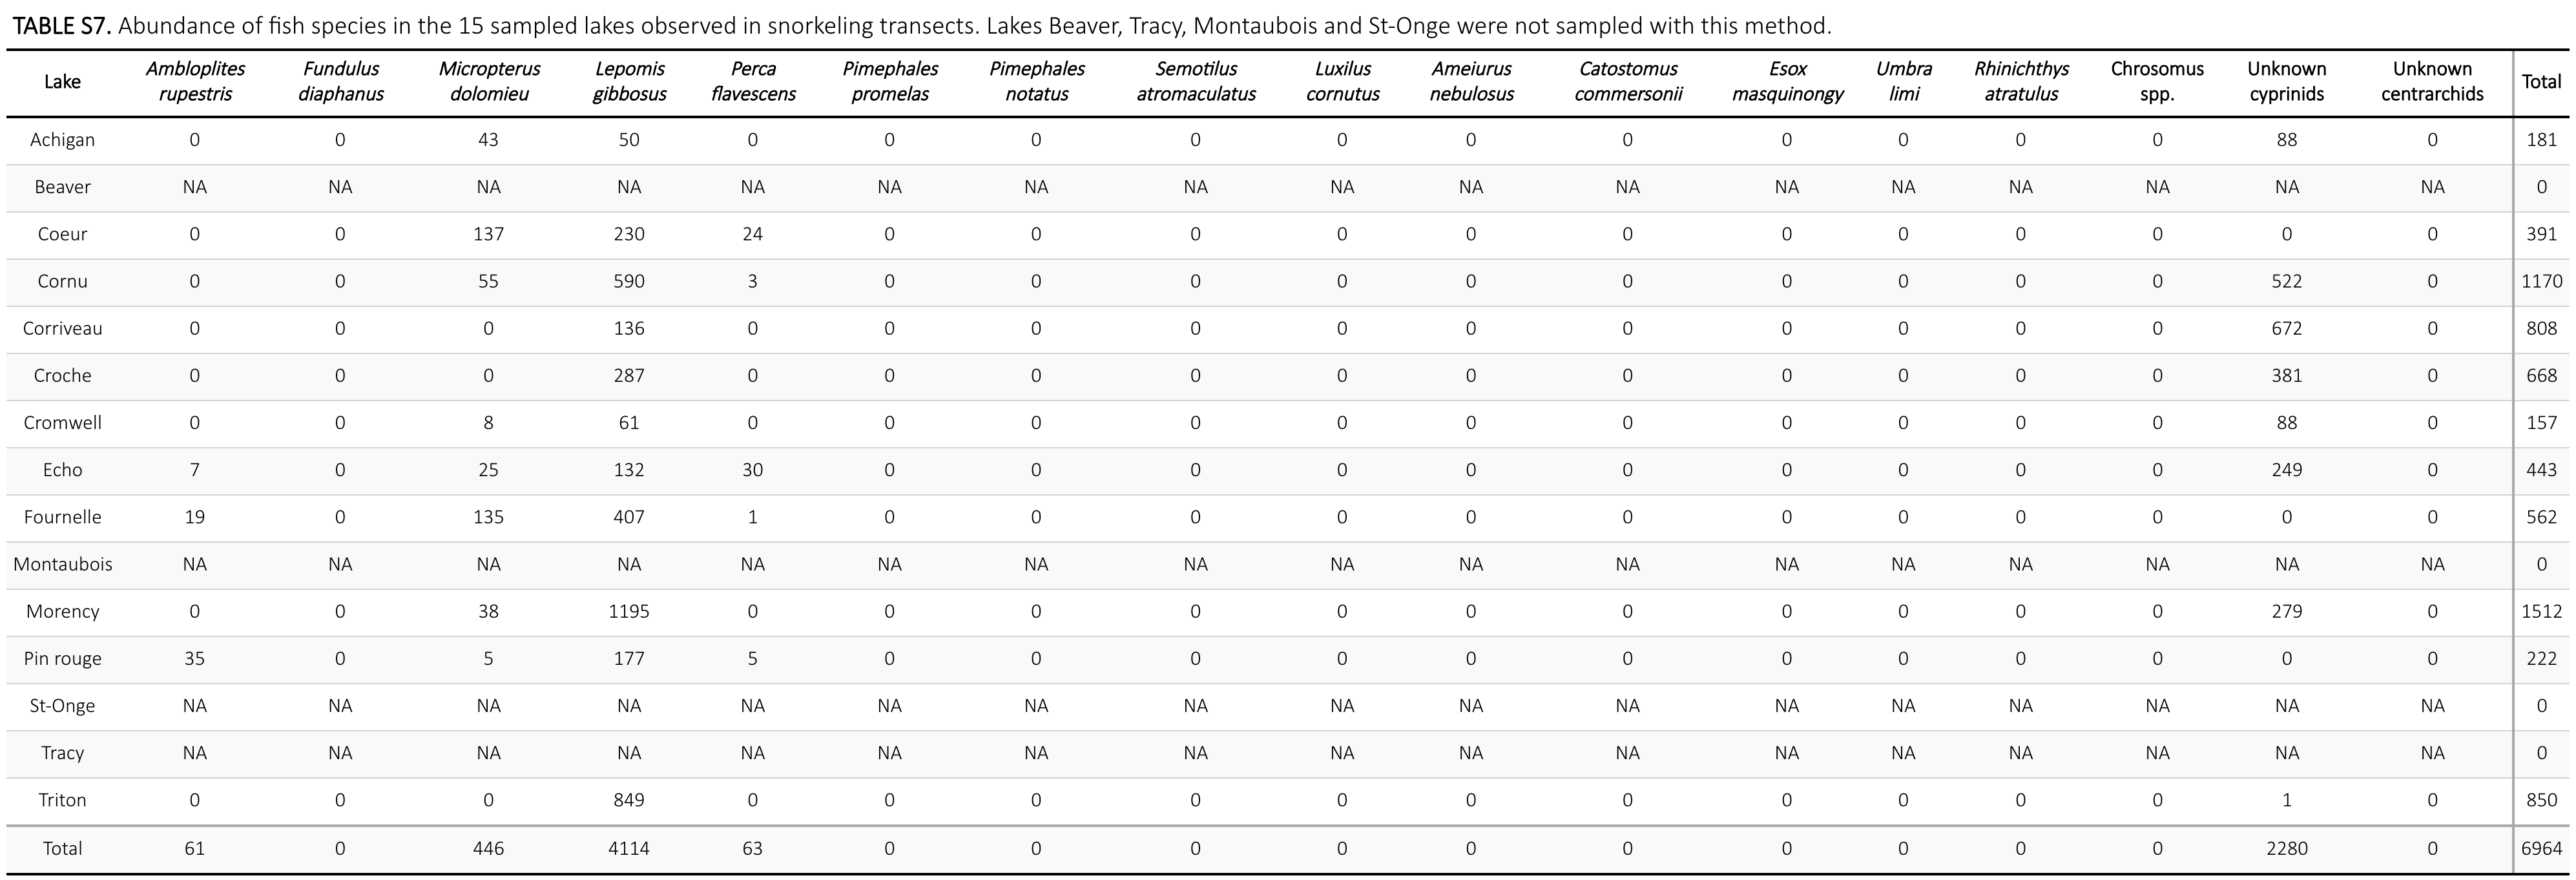 TABLE S7. Abundance of fish species in the 15 sampled lakes observed in snorkeling transects. Lakes Beaver, Tracy, Montaubois and St-Onge were not sampled with this method.
Lake Ambloplites rupestris Fundulus diaphanus Micropterus dolomieu Lepomis gibbosus Perca flavescens Pimephales promelas Pimephales notatus Semotilus atromaculatus Luxilus cornutus Ameiurus nebulosus Catostomus commersonii Esox masquinongy Umbra limi Rhinichthys atratulus Chrosomus spp. Unknown cyprinids Unknown centrarchids Total
Achigan 0 0 43 50 0 0 0 0 0 0 0 0 0 0 0 88 0 181
Beaver NA NA NA NA NA NA NA NA NA NA NA NA NA NA NA NA NA 0
Coeur 0 0 137 230 24 0 0 0 0 0 0 0 0 0 0 0 0 391
Cornu 0 0 55 590 3 0 0 0 0 0 0 0 0 0 0 522 0 1170
Corriveau 0 0 0 136 0 0 0 0 0 0 0 0 0 0 0 672 0 808
Croche 0 0 0 287 0 0 0 0 0 0 0 0 0 0 0 381 0 668
Cromwell 0 0 8 61 0 0 0 0 0 0 0 0 0 0 0 88 0 157
Echo 7 0 25 132 30 0 0 0 0 0 0 0 0 0 0 249 0 443
Fournelle 19 0 135 407 1 0 0 0 0 0 0 0 0 0 0 0 0 562
Montaubois NA NA NA NA NA NA NA NA NA NA NA NA NA NA NA NA NA 0
Morency 0 0 38 1195 0 0 0 0 0 0 0 0 0 0 0 279 0 1512
Pin rouge 35 0 5 177 5 0 0 0 0 0 0 0 0 0 0 0 0 222
St-Onge NA NA NA NA NA NA NA NA NA NA NA NA NA NA NA NA NA 0
Tracy NA NA NA NA NA NA NA NA NA NA NA NA NA NA NA NA NA 0
Triton 0 0 0 849 0 0 0 0 0 0 0 0 0 0 0 1 0 850
Total 61 0 446 4114 63 0 0 0 0 0 0 0 0 0 0 2280 0 6964